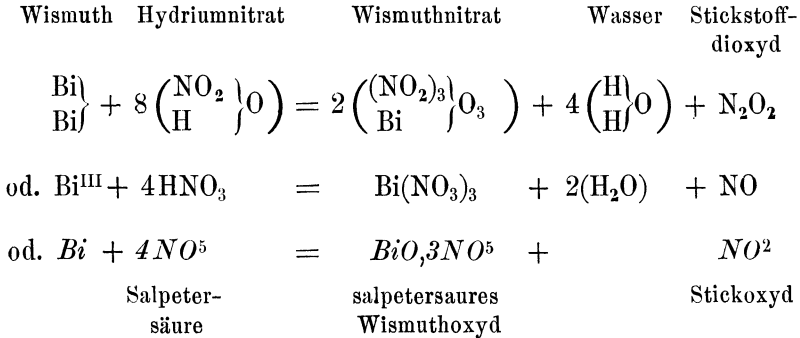 Wismuth Hydriumnitrat Wismuthnitrat Wasser Stickstoff-
dioxyd
Bi Bi} + 8 (NO₂ H }O) = 2 ((NO₂)₃ Bi }O₃ ) + 4 (H H}O) + N₂O₂
od. Biᴵᴵᴵ + 4HNO₃ = Bi(NO₃)₃ + 2(H₂O) + NO
od. Bi + 4NO⁵ = BiO,3NO⁵ + NO²
Salpeter- salpetersaures Stickoxyd
säure Wismuthoxyd